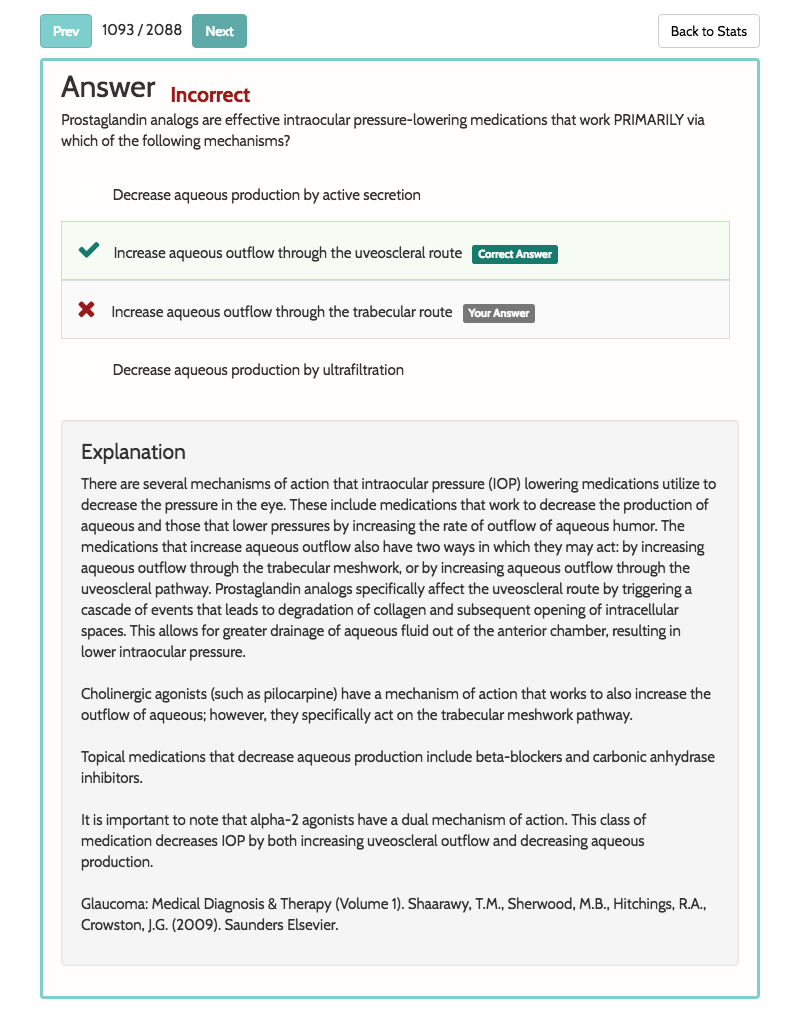 Prev 1093 / 2088 Next Back to Stats
Answer Incorrect
Prostaglandin analogs are effective intraocular pressure-lowering medications that work PRIMARILY via
which of the following mechanisms?
Decrease aqueous production by active secretion
Increase aqueous outflow through the uveoscleral route Correct Answer
Increase aqueous outflow through the trabecular route Your Answer
Decrease aqueous production by ultrafiltration
Explanation
There are several mechanisms of action that intraocular pressure (IOP) lowering medications utilize to
decrease the pressure in the eye. These include medications that work to decrease the production of
aqueous and those that lower pressures by increasing the rate of outflow of aqueous humor. The
medications that increase aqueous outflow also have two ways in which they may act: by increasing
aqueous outflow through the trabecular meshwork, or by increasing aqueous outflow through the
uveoscleral pathway. Prostaglandin analogs specifically affect the uveoscleral route by triggering a
cascade of events that leads to degradation of collagen and subsequent opening of intracellular
spaces. This allows for greater drainage of aqueous fluid out of the anterior chamber, resulting in
lower intraocular pressure.
Cholinergic agonists (such as pilocarpine) have a mechanism of action that works to also increase the
outflow of aqueous; however, they specifically act on the trabecular meshwork pathway.
Topical medications that decrease aqueous production include beta-blockers and carbonic anhydrase
inhibitors.
It is important to note that alpha-2 agonists have a dual mechanism of action. This class of
medication decreases IOP by both increasing uveoscleral outflow and decreasing aqueous
production.
Glaucoma: Medical Diagnosis & Therapy (Volume 1). Shaarawy, T.M., Sherwood, M.B., Hitchings, R.A.,
Crowston, J.G. (2009). Saunders Elsevier.